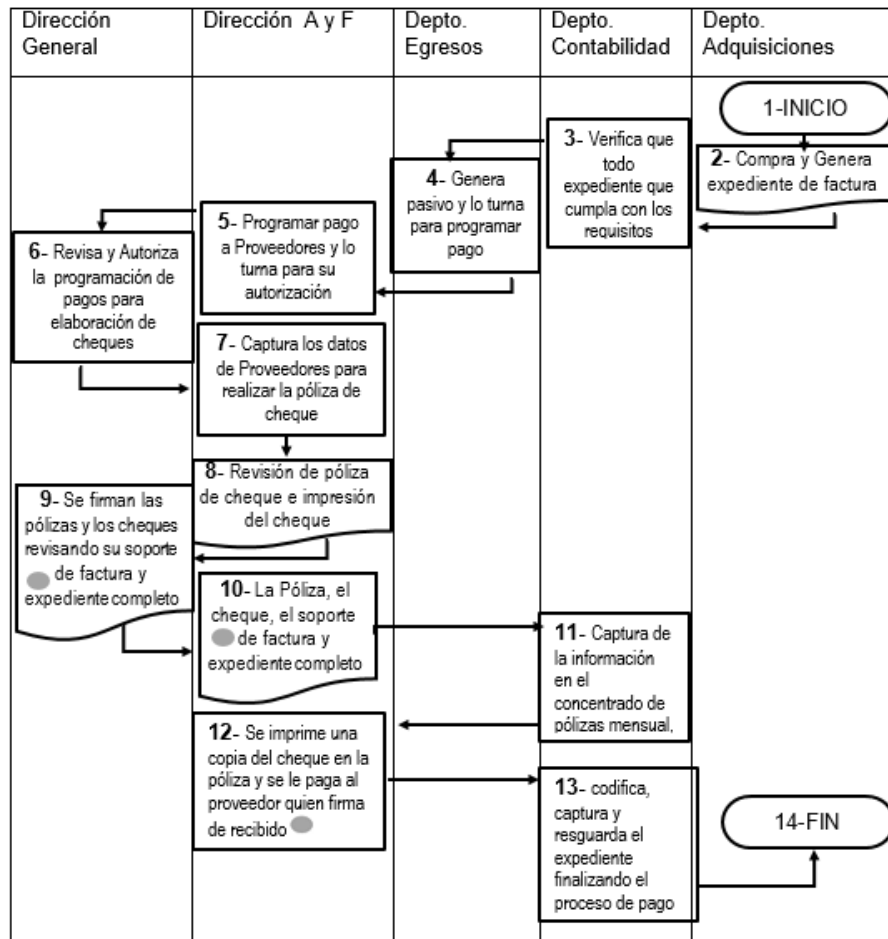 Dirección
General
Dirección A y F
Depto.
Egresos
Depto.
Contabilidad
Depto.
Adquisiciones
1-INICIO
2- Compra y Genera
expediente de factura
3- Verifica que
todo
expediente que
cumpla con los
requisitos
4- Genera
pasivo y lo turna
para programar
pago
5- Programar pago
a Proveedores y lo
turna para su
autorización
6- Revisa y Autoriza
la programación de
pagos para
elaboración de
cheques
7- Captura los datos
de Proveedores para
realizar la póliza de
cheque
8- Revisión de póliza
de cheque e impresión
del cheque
9- Se firman las
pólizas y los cheques
revisando su soporte
de factura y
expediente completo
10- La Póliza, el
cheque, el soporte
de factura y
expediente completo
11- Captura de
la información
en el
concentrado de
pólizas mensual,
12- Se imprime una
copia del cheque en la
póliza y se le paga al
proveedor quien firma
de recibido
13- codifica,
captura y
resguarda el
expediente
finalizando el
proceso de pago
14-FIN